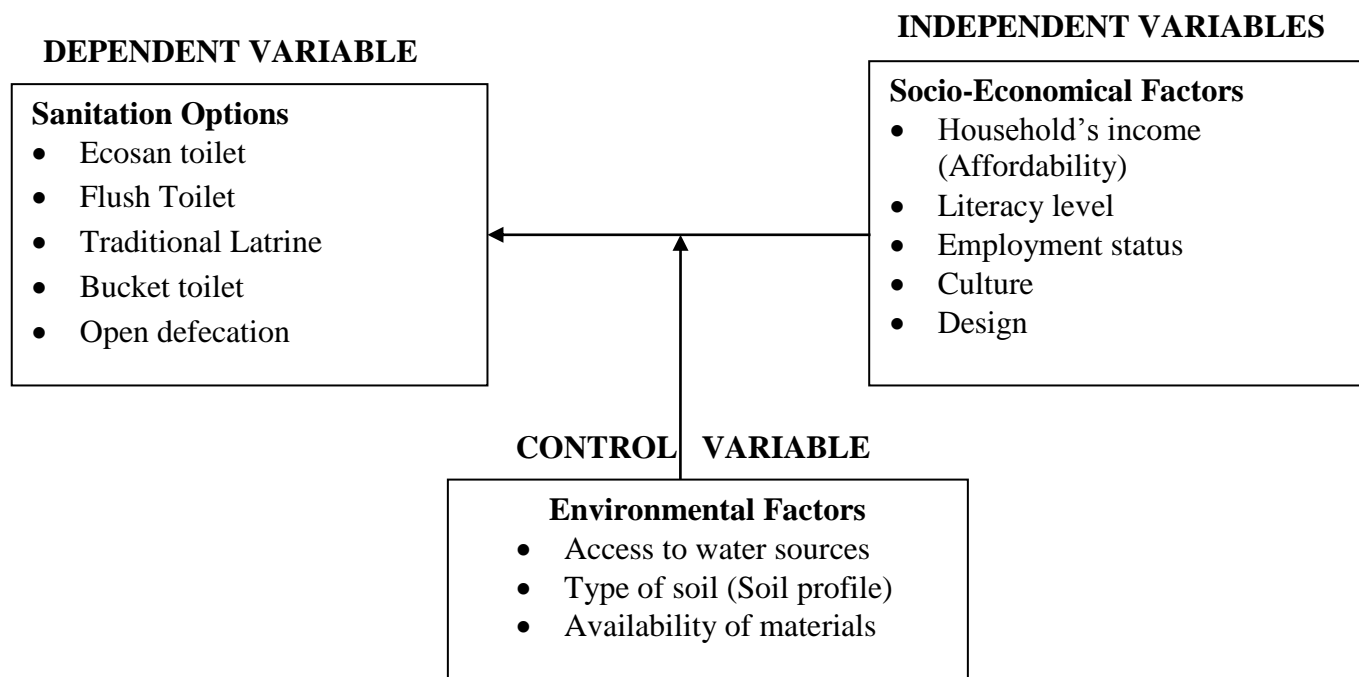 DEPENDENT VARIABLE
Sanitation Options
• Ecosan toilet
• Flush Toilet
• Traditional Latrine
• Bucket toilet
• Open defecation
INDEPENDENT VARIABLES
Socio-Economical Factors
• Household’s income
(Affordability)
• Literacy level
• Employment status
• Culture
• Design
CONTROL VARIABLE
Environmental Factors
• Access to water sources
• Type of soil (Soil profile)
• Availability of materials